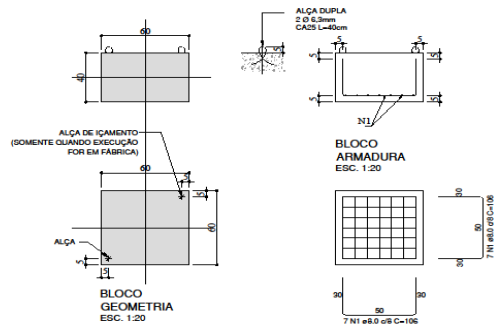 60
40
ALÇA DUPLA
2 Ø 6,3mm
CA25 L=40cm
5
5
5
5
N1
BLOCO
ARMADURA
ESC. 1:20
ALÇA DE IÇAMENTO
(SOMENTE QUANDO EXECUÇÃO
FOR EM FÁBRICA)
60
5
5
60
ALÇA
5
5
BLOCO
GEOMETRIA
ESC. 1:20
30
50
30
7 N1 ø8.0 c/8 C=106
30
30
50
7 N1 ø8.0 c/8 C=106